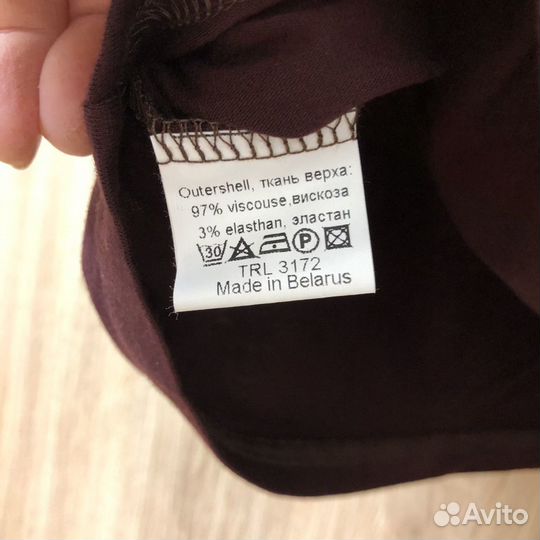 Outershell, ткань верха:
97% viscouse,вискоза
3% elasthan, эластан
30 P
TRL 3172
Made in Belarus
Avito